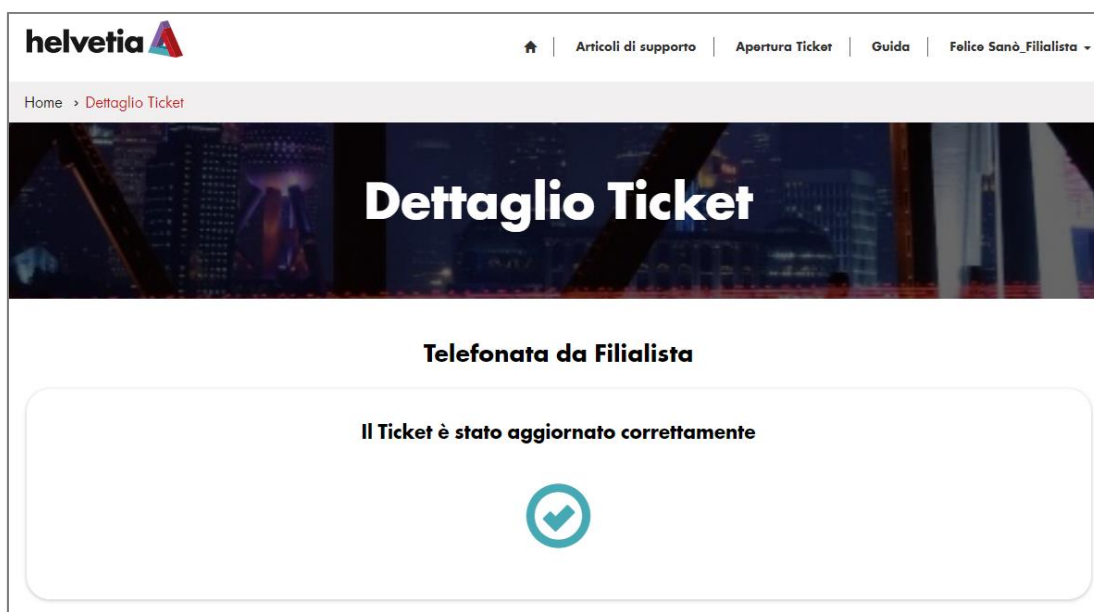 helvetia
Articoli di supporto
Apertura Ticket
Guida
Felice Sanò_Filialista
Home > Dettaglio Ticket
Dettaglio Ticket
Telefonata da Filialista
Il Ticket è stato aggiornato correttamente